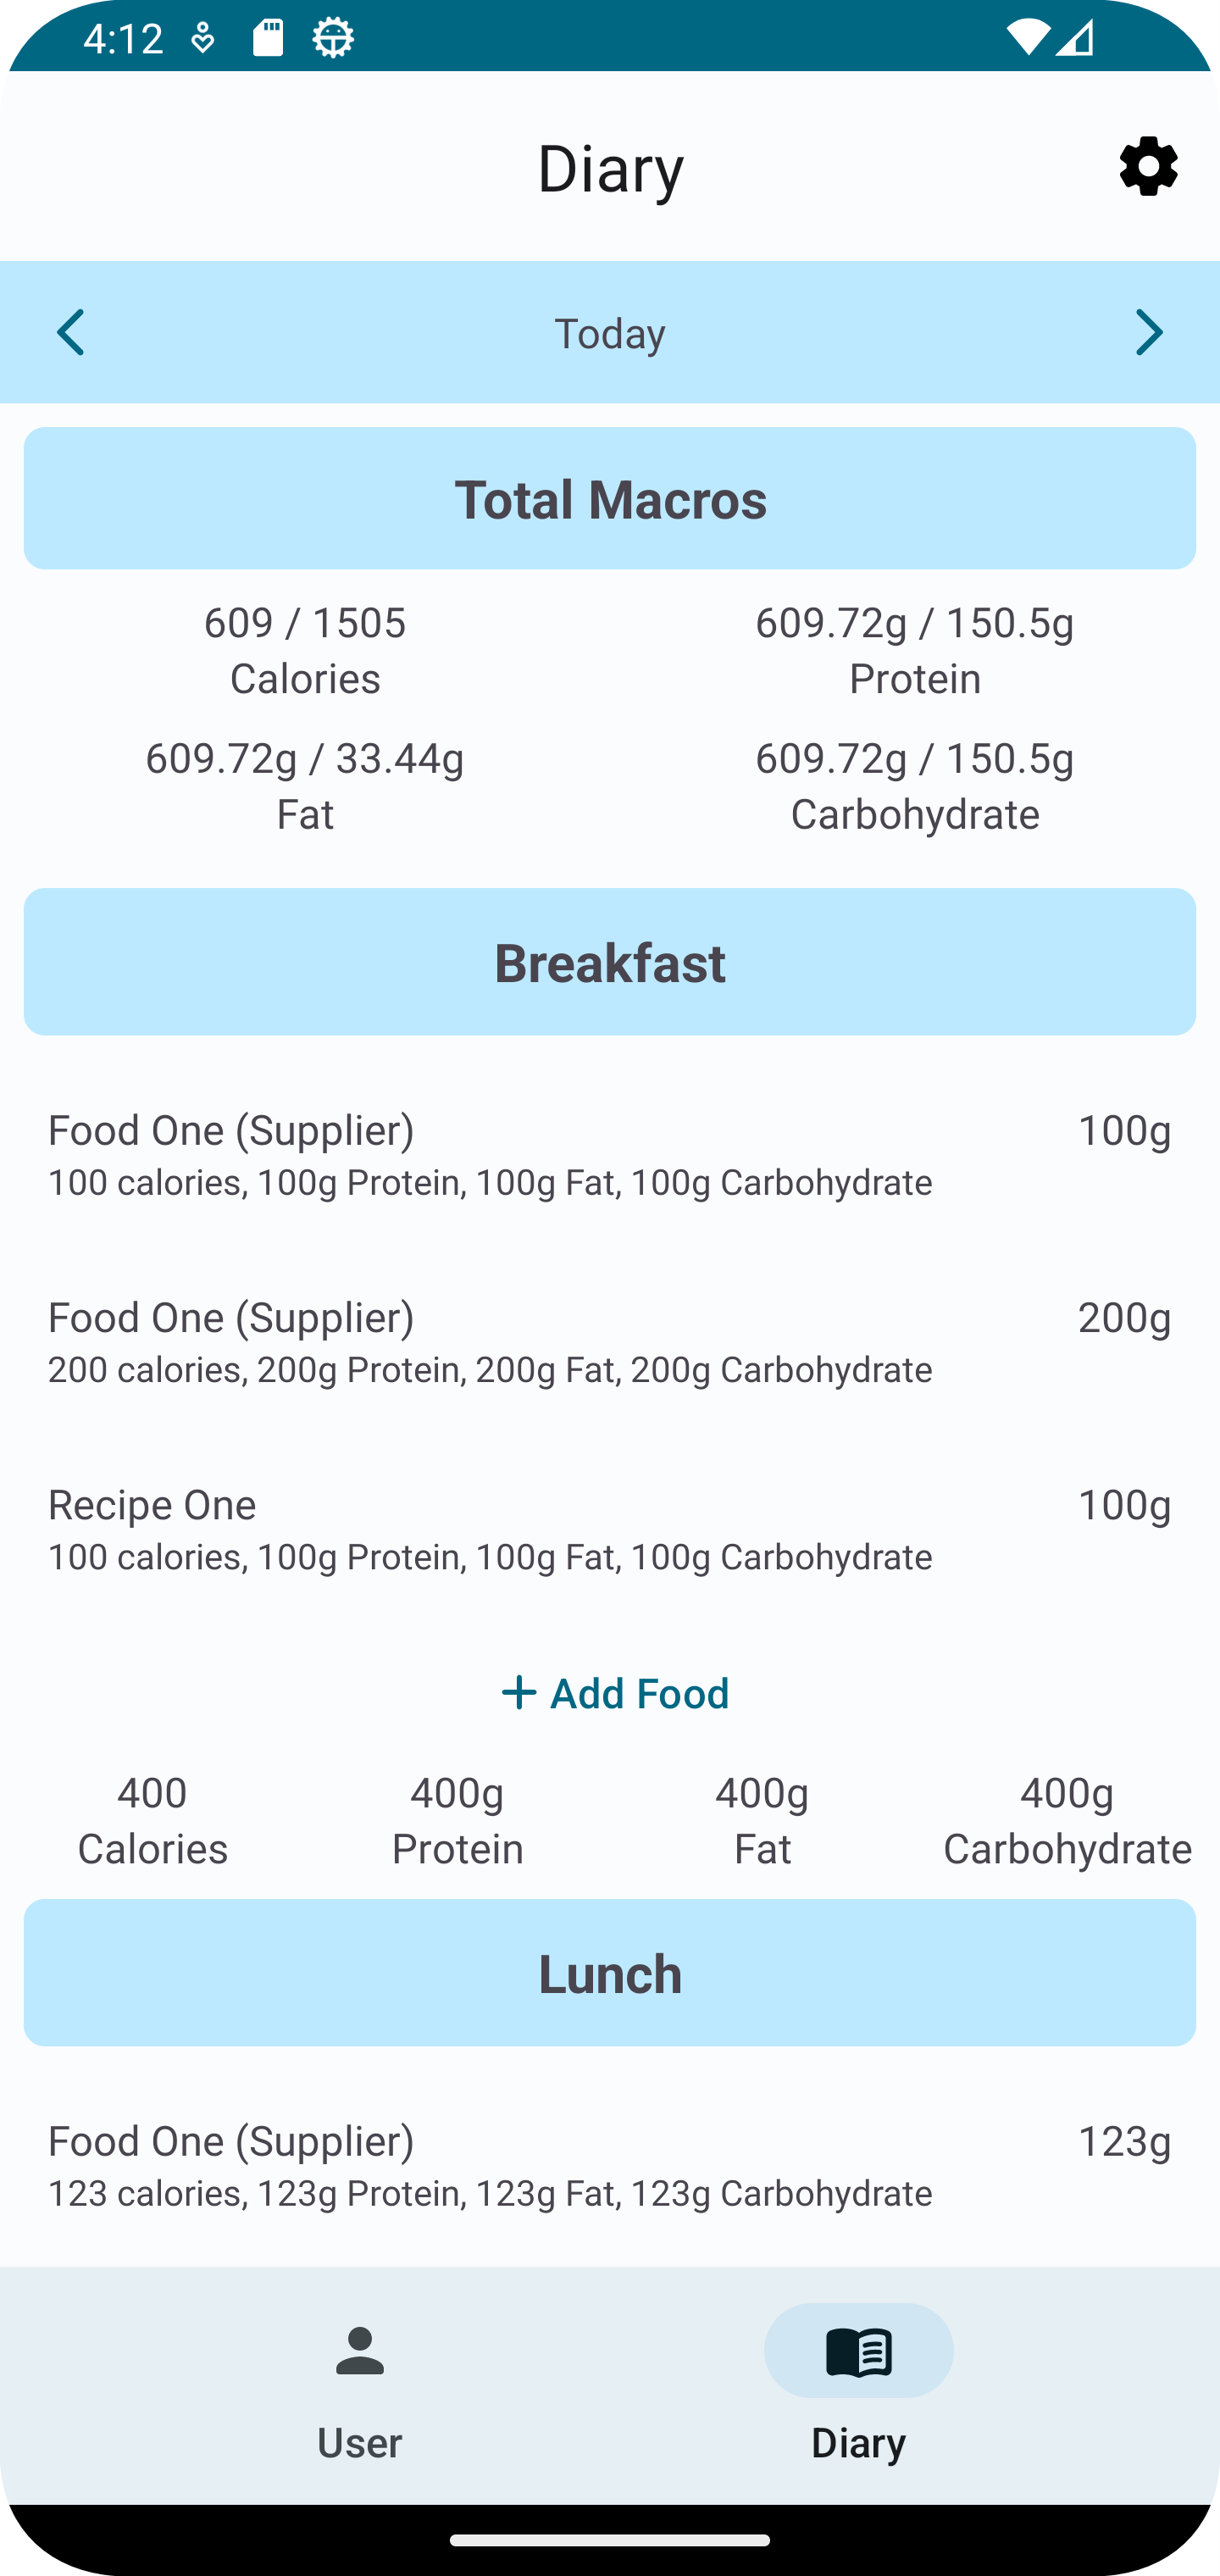 4:12
Diary
Today
Total Macros
609 / 1505
Calories
609.72g / 150.5g
Protein
609.72g / 33.44g
Fat
609.72g / 150.5g
Carbohydrate
Breakfast
Food One (Supplier)
100g
100 calories, 100g Protein, 100g Fat, 100g Carbohydrate
Food One (Supplier)
200g
200 calories, 200g Protein, 200g Fat, 200g Carbohydrate
Recipe One
100g
100 calories, 100g Protein, 100g Fat, 100g Carbohydrate
+ Add Food
400
Calories
400g
Protein
400g
Fat
400g
Carbohydrate
Lunch
Food One (Supplier)
123g
123 calories, 123g Protein, 123g Fat, 123g Carbohydrate
User
Diary